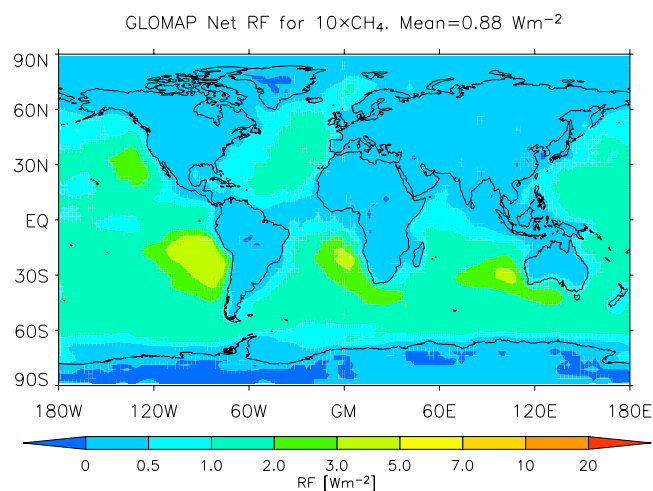 GLOMAP Net RF for 10×CH₄. Mean=0.88 Wm⁻²
90N
60N
30N
EQ
30S
60S
90S
180W 120W 60W GM 60E 120E 180E
0 0.5 1.0 2.0 3.0 5.0 7.0 10 20
RF [Wm⁻²]